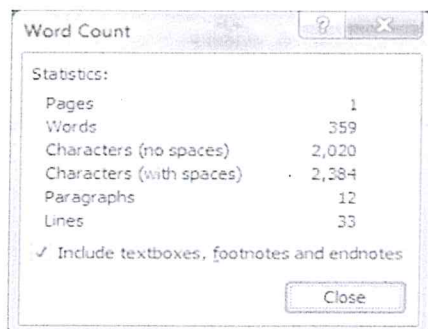 Word Count
Statistics:
Pages 1
Words 359
Characters (no spaces) 2,020
Characters (with spaces) 2,384
Paragraphs 12
Lines 33
✓ Include textboxes, footnotes and endnotes
Close